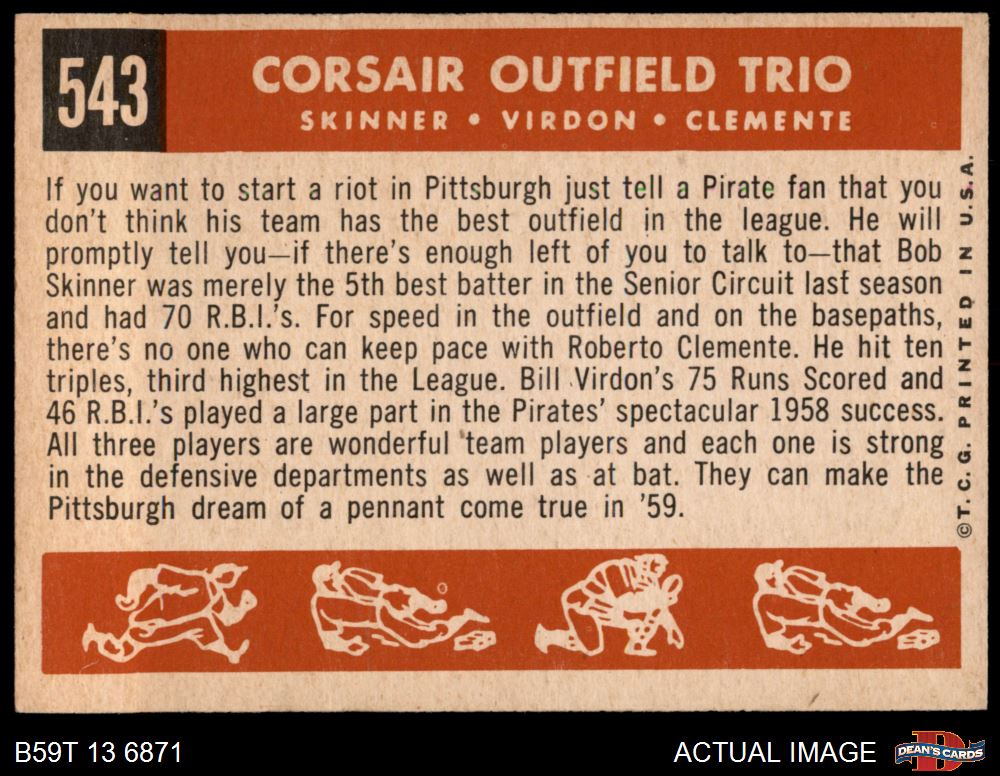 543
CORSAIR OUTFIELD TRIO
SKINNER • VIRDON • CLEMENTE
If you want to start a riot in Pittsburgh just tell a Pirate fan that you
don't think his team has the best outfield in the league. He will
promptly tell you—if there's enough left of you to talk to—that Bob
Skinner was merely the 5th best batter in the Senior Circuit last season
and had 70 R.B.I.'s. For speed in the outfield and on the basepaths,
there's no one who can keep pace with Roberto Clemente. He hit ten
triples, third highest in the League. Bill Virdon's 75 Runs Scored and
46 R.B.I.'s played a large part in the Pirates' spectacular 1958 success.
All three players are wonderful team players and each one is strong
in the defensive departments as well as at bat. They can make the
Pittsburgh dream of a pennant come true in '59.
©T. C. G. PRINTED IN U.S.A.
B59T 13 6871
ACTUAL IMAGE
D
DEAN'S CARDS